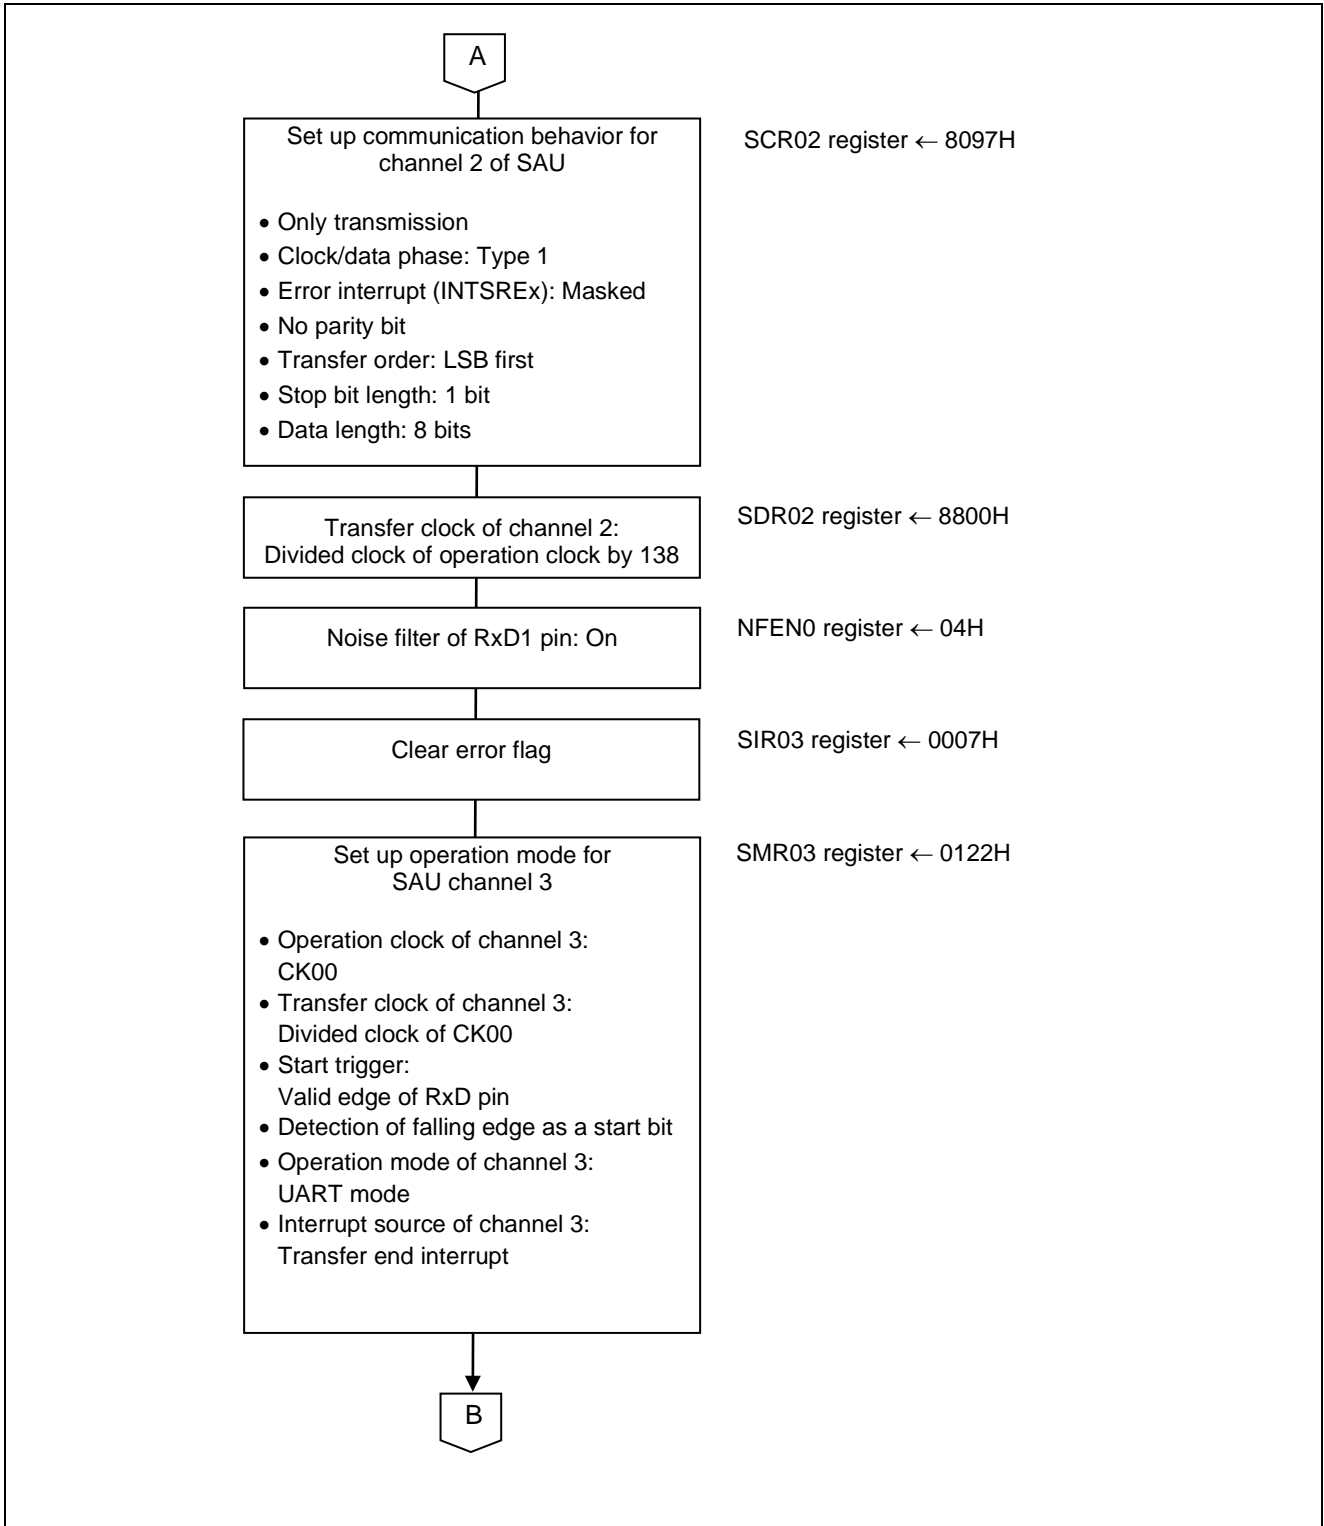 A
Set up communication behavior for
channel 2 of SAU
SCR02 register ← 8097H
• Only transmission
• Clock/data phase: Type 1
• Error interrupt (INTSREx): Masked
• No parity bit
• Transfer order: LSB first
• Stop bit length: 1 bit
• Data length: 8 bits
Transfer clock of channel 2:
Divided clock of operation clock by 138
SDR02 register ← 8800H
Noise filter of RxD1 pin: On
NFEN0 register ← 04H
Clear error flag
SIR03 register ← 0007H
Set up operation mode for
SAU channel 3
SMR03 register ← 0122H
• Operation clock of channel 3:
CK00
• Transfer clock of channel 3:
Divided clock of CK00
• Start trigger:
Valid edge of RxD pin
• Detection of falling edge as a start bit
• Operation mode of channel 3:
UART mode
• Interrupt source of channel 3:
Transfer end interrupt
B